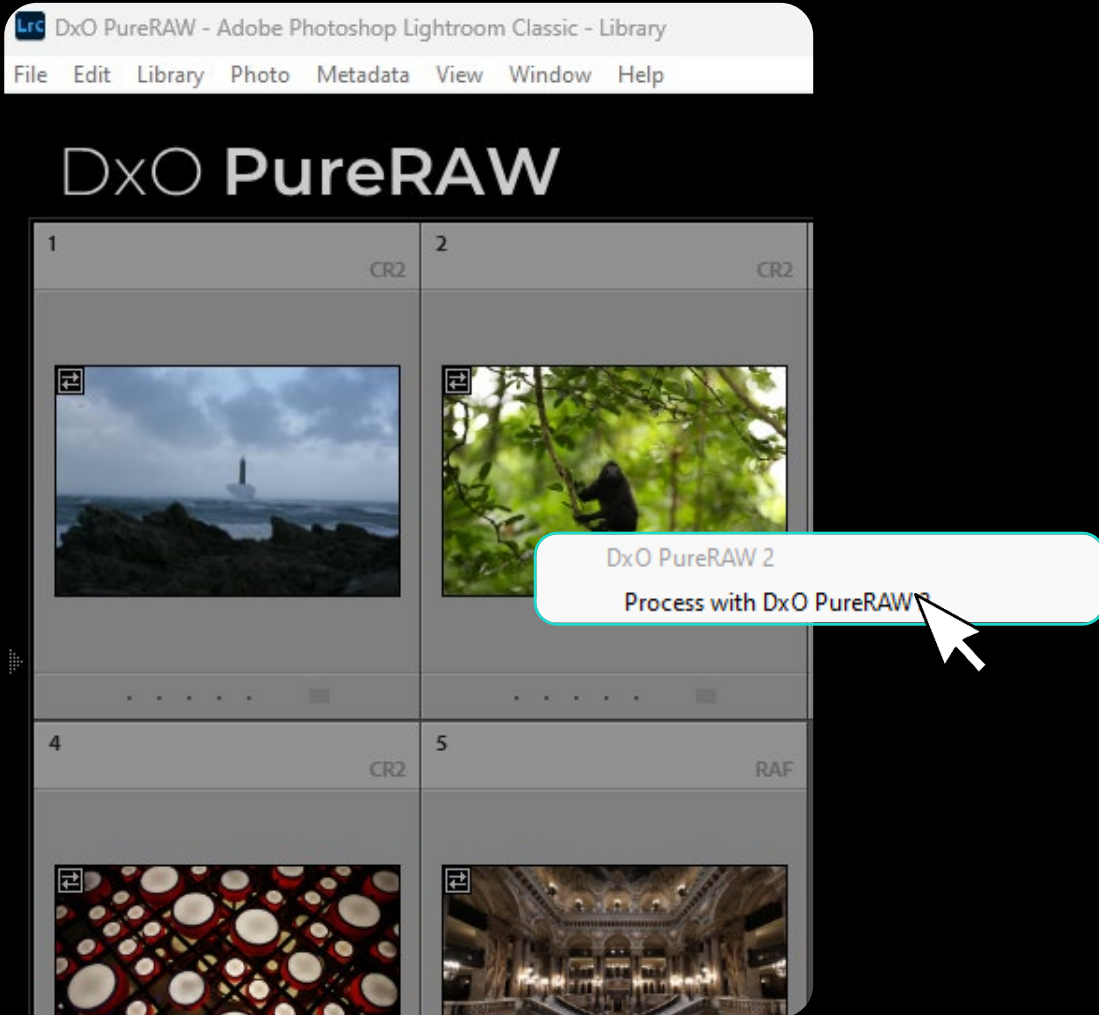 LrC DxO PureRAW - Adobe Photoshop Lightroom Classic - Library
File Edit Library Photo Metadata View Window Help
DxO PureRAW
1
CR2
2
CR2
DxO PureRAW 2
Process with DxO PureRAW
4
CR2
5
RAF